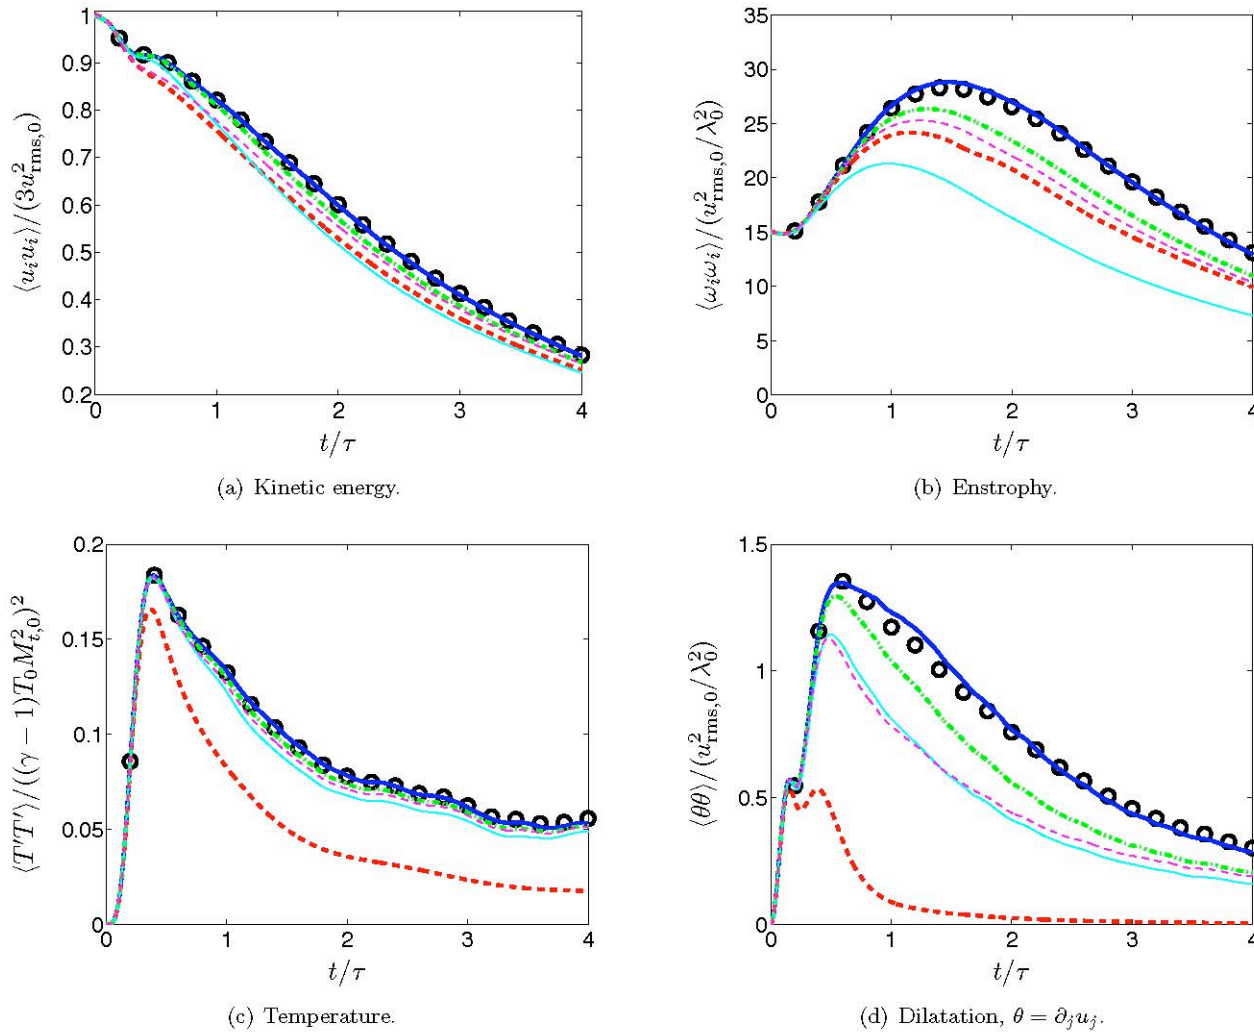 1
0.9
0.8
0.7
0.6
0.5
0.4
0.3
0.2
0 1 2 3 4
⟨u_i u_i⟩/(3u²_rms,0)
t/τ
(a) Kinetic energy.
35
30
25
20
15
10
5
0
0 1 2 3 4
⟨ω_i ω_i⟩/(u²_rms,0/λ²_0)
t/τ
(b) Enstrophy.
0.2
0.15
0.1
0.05
0
0 1 2 3 4
⟨T′T′⟩/((γ − 1)T_0 M²_t,0)²
t/τ
(c) Temperature.
1.5
1
0.5
0
0 1 2 3 4
⟨θθ⟩/(u²_rms,0/λ²_0)
t/τ
(d) Dilatation, θ = ∂_j u_j.